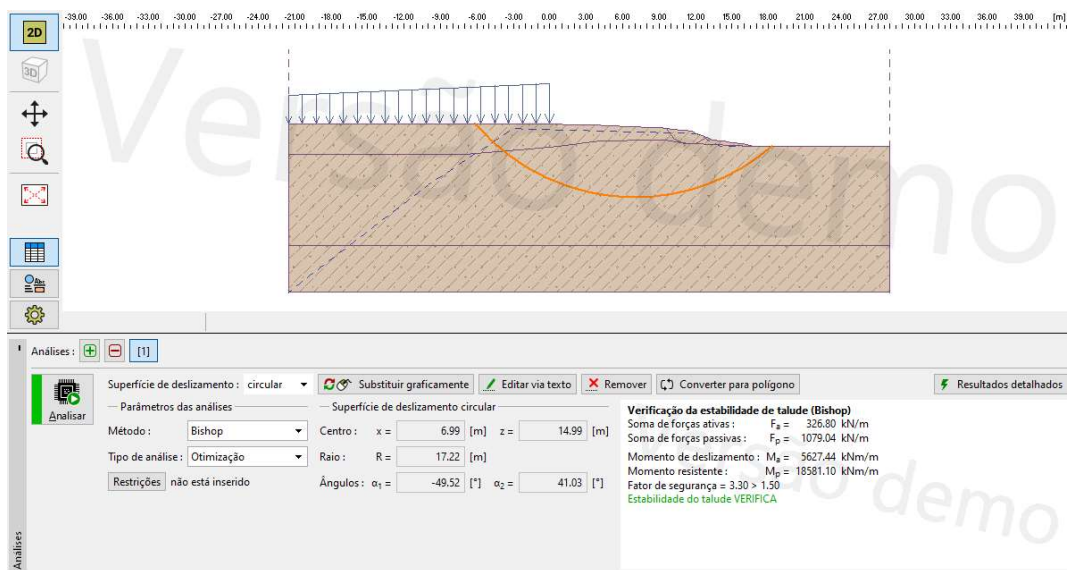 -39.00 -36.00 -33.00 -30.00 -27.00 -24.00 -21.00 -18.00 -15.00 -12.00 -9.00 -6.00 -3.00 0.00 3.00 6.00 9.00 12.00 15.00 18.00 21.00 24.00 27.00 30.00 33.00 36.00 39.00 [m]
2D
3D
Versão demo
Análises : [1]
Analisar
Superfície de deslizamento : circular Substituir graficamente Editar via texto Remover Converter para polígono Resultados detalhados
Parâmetros das análises
Método : Bishop
Tipo de análise : Otimização
Restrições não está inserido
Superfície de deslizamento circular
Centro : x = 6.99 [m] z = 14.99 [m]
Raio : R = 17.22 [m]
Ângulos : α1 = -49.52 [°] α2 = 41.03 [°]
Verificação da estabilidade de talude (Bishop)
Soma de forças ativas : Fa = 326.80 kN/m
Soma de forças passivas : Fp = 1079.04 kN/m
Momento de deslizamento : Ma = 5627.44 kNm/m
Momento resistente : Mp = 18581.10 kNm/m
Fator de segurança = 3.30 > 1.50
Estabilidade do talude VERIFICA
Versão demo
Análises